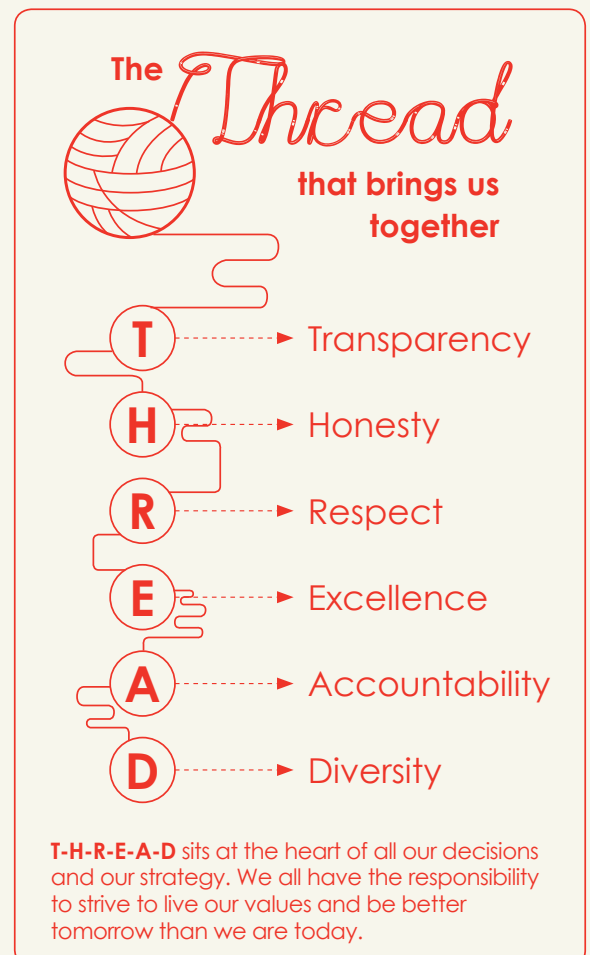 The Thread
that brings us
together
T Transparency
H Honesty
R Respect
E Excellence
A Accountability
D Diversity
T-H-R-E-A-D sits at the heart of all our decisions
and our strategy. We all have the responsibility
to strive to live our values and be better
tomorrow than we are today.